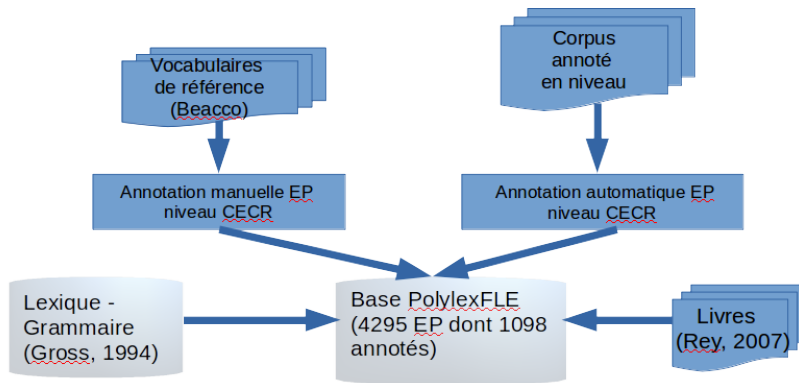 Vocabulaires
de référence
(Beacco)
Corpus
annoté
en niveau
Annotation manuelle EP
niveau CECR
Annotation automatique EP
niveau CECR
Lexique -
Grammaire
(Gross, 1994)
Base PolylexFLE
(4295 EP dont 1098
annotés)
Livres
(Rey, 2007)